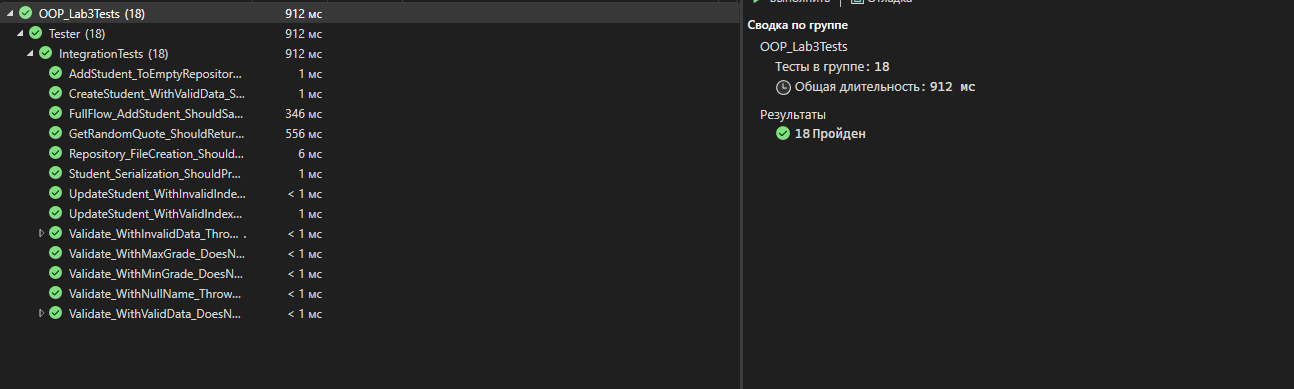 OOP_Lab3Tests (18) 912 мс
Tester (18) 912 мс
IntegrationTests (18) 912 мс
AddStudent_ToEmptyRepositor... 1 мс
CreateStudent_WithValidData_S... 1 мс
FullFlow_AddStudent_ShouldSa... 346 мс
GetRandomQuote_ShouldRetur... 556 мс
Repository_FileCreation_Should... 6 мс
Student_Serialization_ShouldPr... 1 мс
UpdateStudent_WithInvalidInde... < 1 мс
UpdateStudent_WithValidIndex... 1 мс
Validate_WithInvalidData_Thro... . < 1 мс
Validate_WithMaxGrade_DoesN... < 1 мс
Validate_WithMinGrade_DoesN... < 1 мс
Validate_WithNullName_Throw... < 1 мс
Validate_WithValidData_DoesN... < 1 мс
Выполнить Отладка
Сводка по группе
OOP_Lab3Tests
Тесты в группе: 18
Общая длительность: 912 мс
Результаты
18 Пройден